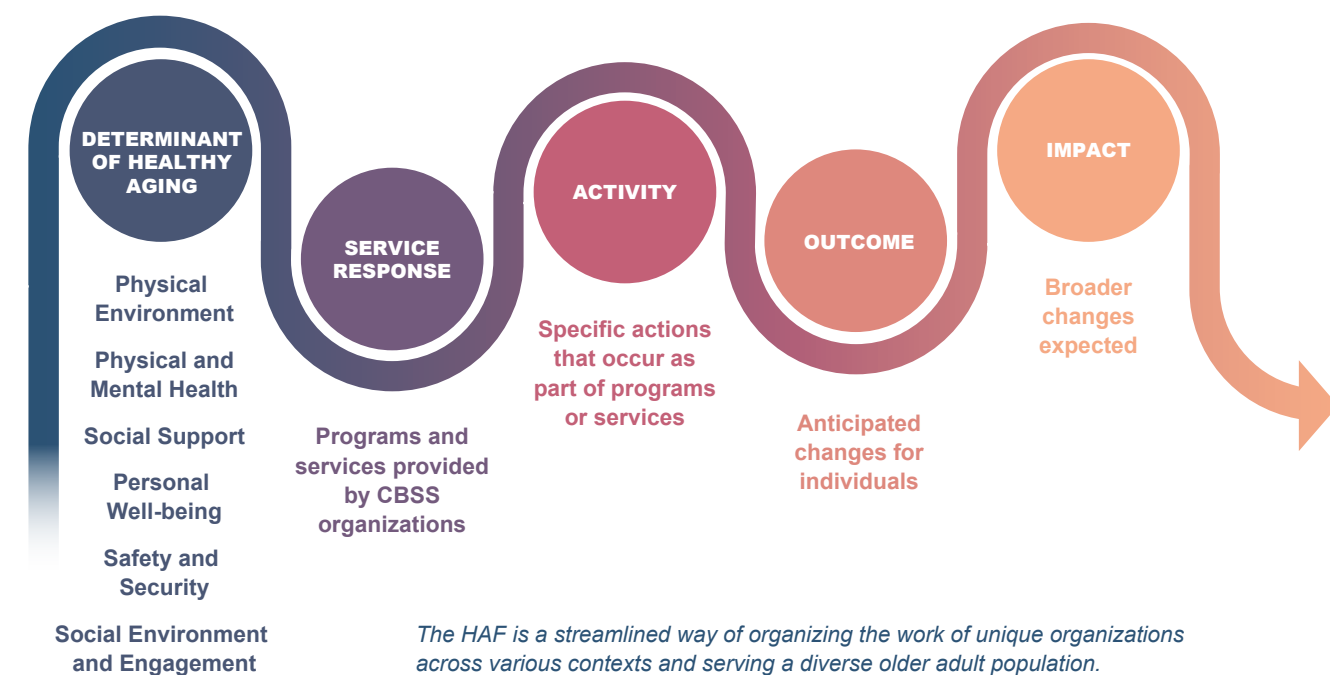 DETERMINANT
OF HEALTHY
AGING
Physical
Environment
Physical and
Mental Health
Social Support
Personal
Well-being
Safety and
Security
Social Environment
and Engagement
SERVICE
RESPONSE
Programs and
services provided
by CBSS
organizations
ACTIVITY
Specific actions
that occur as
part of programs
or services
OUTCOME
Anticipated
changes for
individuals
IMPACT
Broader
changes
expected
The HAF is a streamlined way of organizing the work of unique organizations
across various contexts and serving a diverse older adult population.